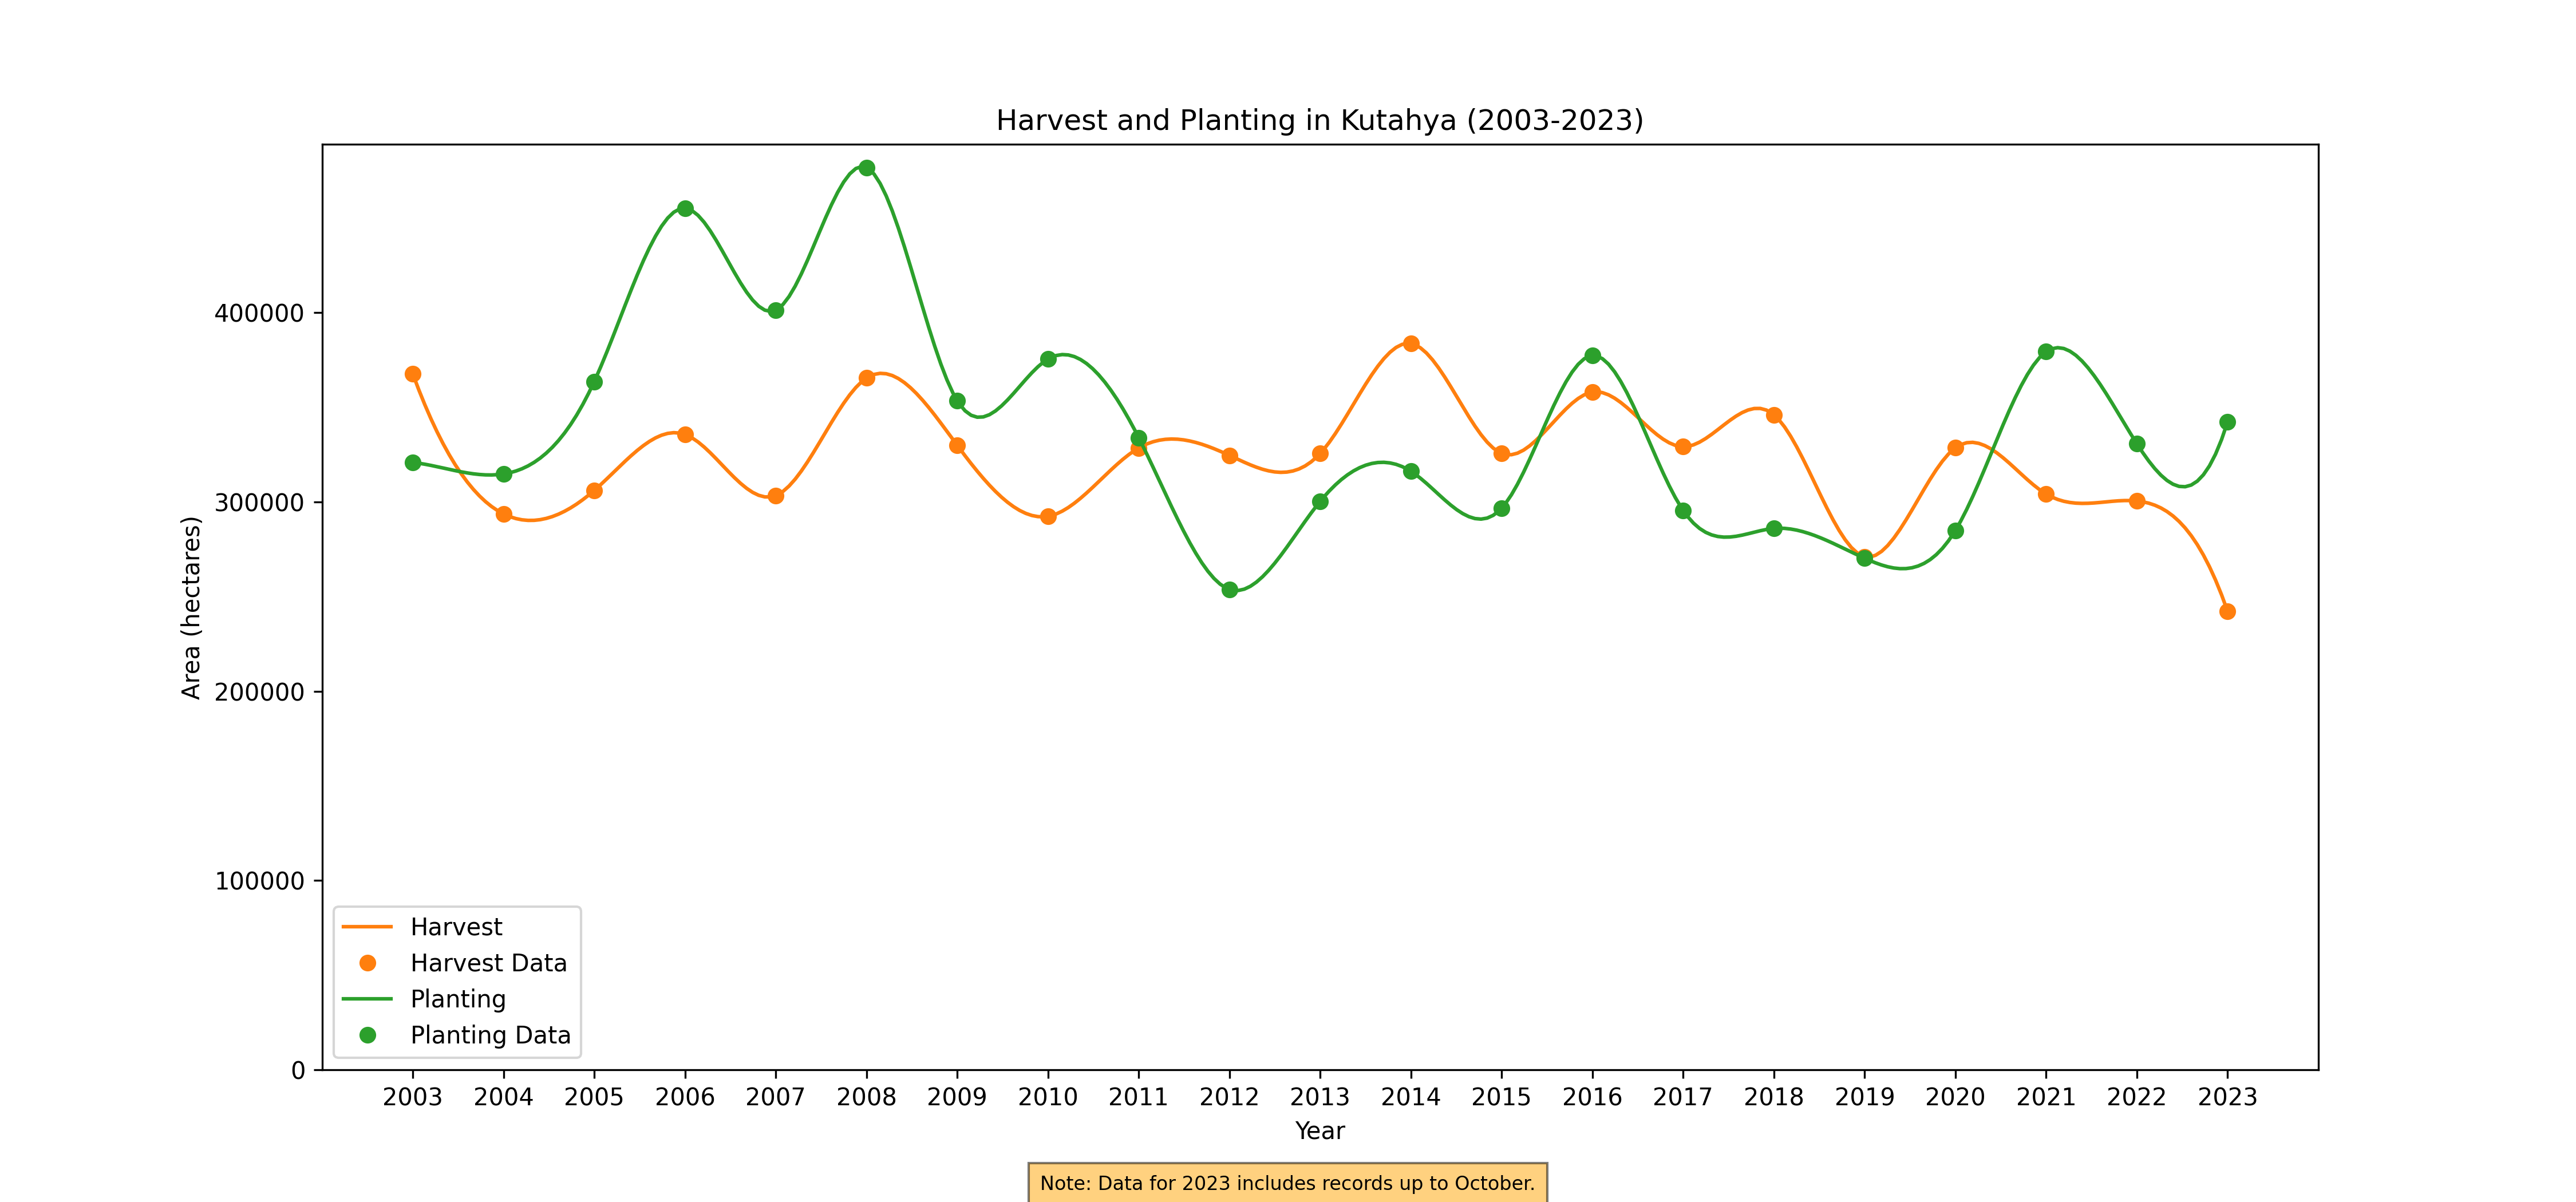 Harvest and Planting in Kutahya (2003-2023)
Area (hectares)
400000
300000
200000
100000
0
Harvest
Harvest Data
Planting
Planting Data
2003 2004 2005 2006 2007 2008 2009 2010 2011 2012 2013 2014 2015 2016 2017 2018 2019 2020 2021 2022 2023
Year
Note: Data for 2023 includes records up to October.